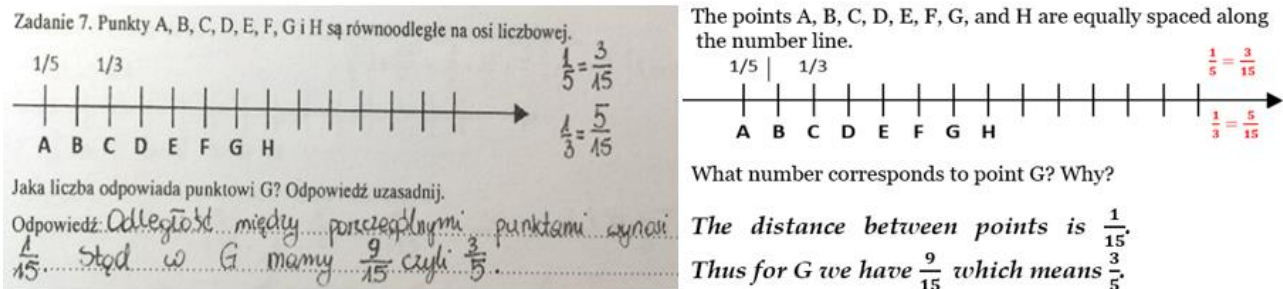 Zadanie 7. Punkty A, B, C, D, E, F, G i H są równoodległe na osi liczbowej.
1/5 1/3
1/5 = 3/15
1/3 = 5/15
A B C D E F G H
Jaka liczba odpowiada punktowi G? Odpowiedź uzasadnij.
Odpowiedź: Odległość między poszczególnymi punktami wynosi
1/15. Stąd w G mamy 9/15 czyli 3/5.
The points A, B, C, D, E, F, G, and H are equally spaced along
the number line.
1/5 | 1/3
1/5 = 3/15
A B C D E F G H
1/3 = 5/15
What number corresponds to point G? Why?
The distance between points is 1/15.
Thus for G we have 9/15 which means 3/5.